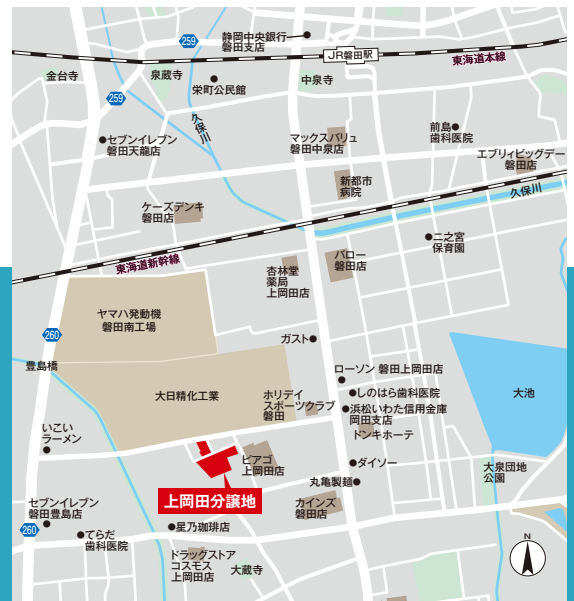 静岡中央銀行
磐田支店
259
JR磐田駅
東海道本線
金台寺
泉蔵寺
栄町公民館
中泉寺
259
久保川
セブンイレブン
磐田天龍店
マックスバリュ
磐田中泉店
前島
歯科医院
エブリィビッグデー
磐田店
新都市
病院
久保川
ケーズデンキ
磐田店
二之宮
保育園
東海道新幹線
杏林堂
薬局
上岡田店
バロー
磐田店
ヤマハ発動機
磐田南工場
260
ガスト
豊島橋
ローソン 磐田上岡田店
大日精化工業
ホリデイ
スポーツクラブ
磐田
しのはら歯科医院
浜松いわた信用金庫
岡田支店
大池
ドンキホーテ
いこい
ラーメン
ピアゴ
上岡田店
ダイソー
大泉団地
公園
丸亀製麺
上岡田分譲地
カインズ
磐田店
セブンイレブン
磐田豊島店
260
てらだ
歯科医院
星乃珈琲店
ドラッグストア
コスモス
上岡田店
大蔵寺
N